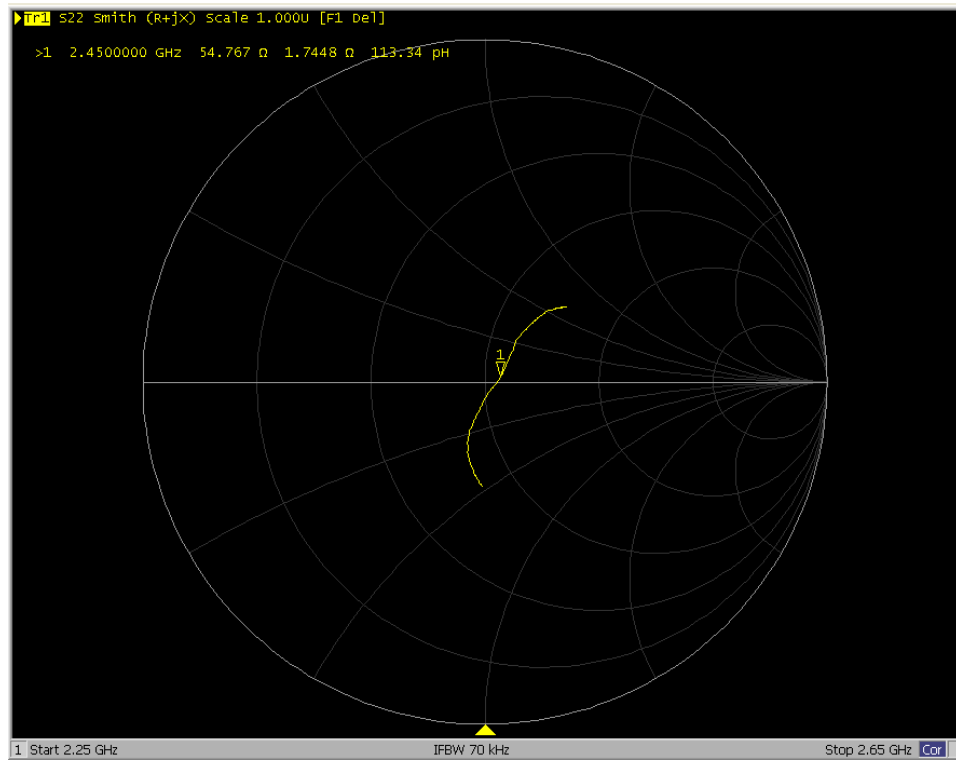 Tr1 S22 Smith (R+jX) Scale 1.000U [F1 Del]
>1 2.4500000 GHz 54.767 Ω 1.7448 Ω 113.34 pH
1
1 Start 2.25 GHz IFBW 70 kHz Stop 2.65 GHz Cor